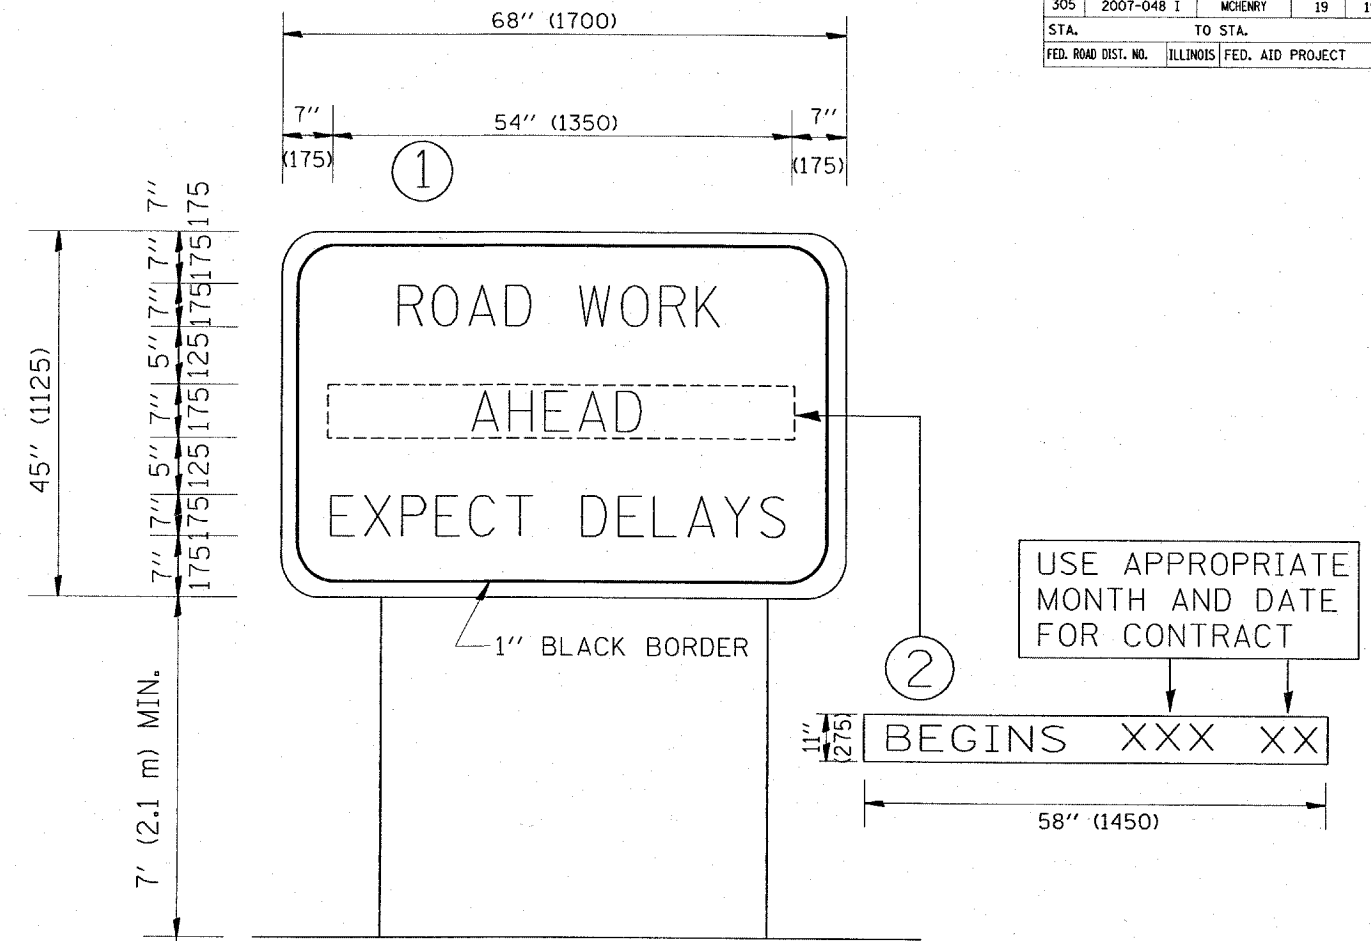 305 2007-048 I MCHENRY 19
STA. TO STA.
FED. ROAD DIST. NO. ILLINOIS FED. AID PROJECT
68" (1700)
7" 54" (1350) 7"
(175) (175)
1
7" 7" 7" 5" 7" 5" 7" 7"
175 175 175 125 175 125 175 175
45" (1125)
ROAD WORK
AHEAD
EXPECT DELAYS
1" BLACK BORDER
7' (2.1 m) MIN.
2
USE APPROPRIATE
MONTH AND DATE
FOR CONTRACT
11"
(275)
BEGINS XXX XX
58" (1450)